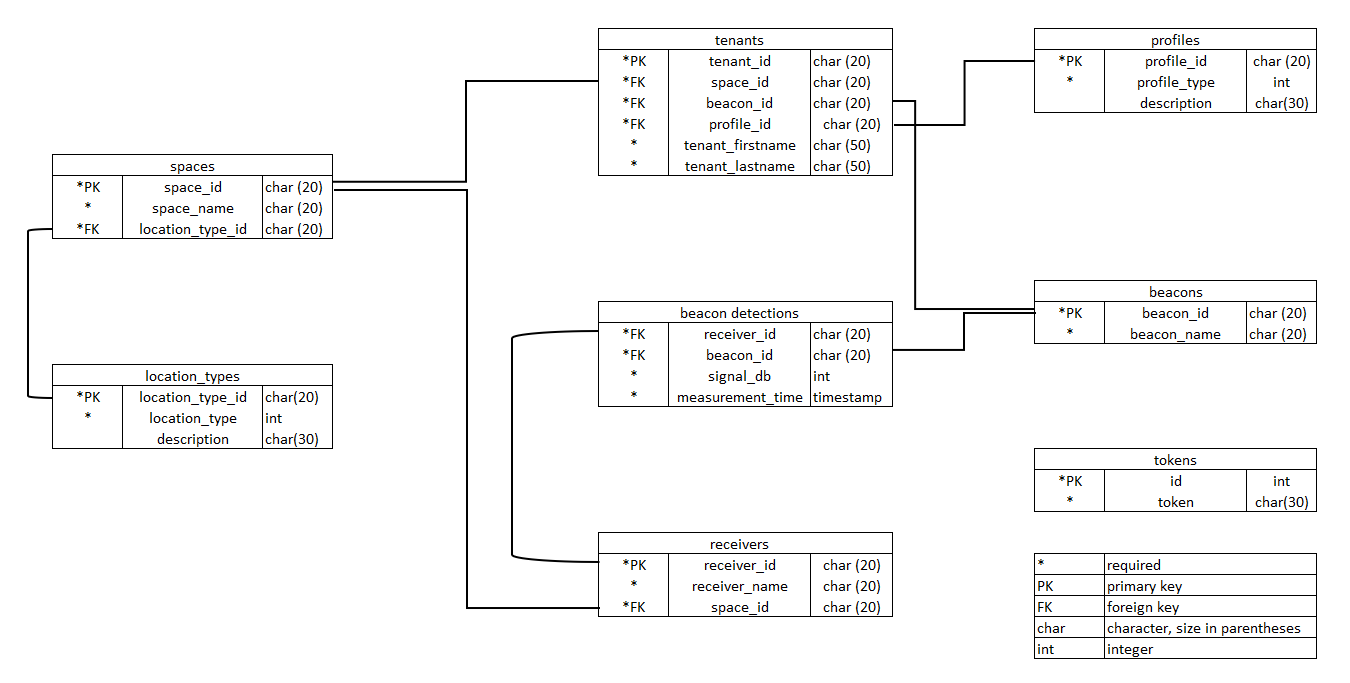 tenants
*PK tenant_id char (20)
*FK space_id char (20)
*FK beacon_id char (20)
*FK profile_id char (20)
* tenant_firstname char (50)
* tenant_lastname char (50)
profiles
*PK profile_id char (20)
* profile_type int
description char(30)
spaces
*PK space_id char (20)
* space_name char (20)
*FK location_type_id char (20)
beacon detections
*FK receiver_id char (20)
*FK beacon_id char (20)
* signal_db int
* measurement_time timestamp
beacons
*PK beacon_id char (20)
* beacon_name char (20)
location_types
*PK location_type_id char(20)
* location_type int
description char(30)
tokens
*PK id int
* token char(30)
receivers
*PK receiver_id char (20)
* receiver_name char (20)
*FK space_id char (20)
* required
PK primary key
FK foreign key
char character, size in parentheses
int integer